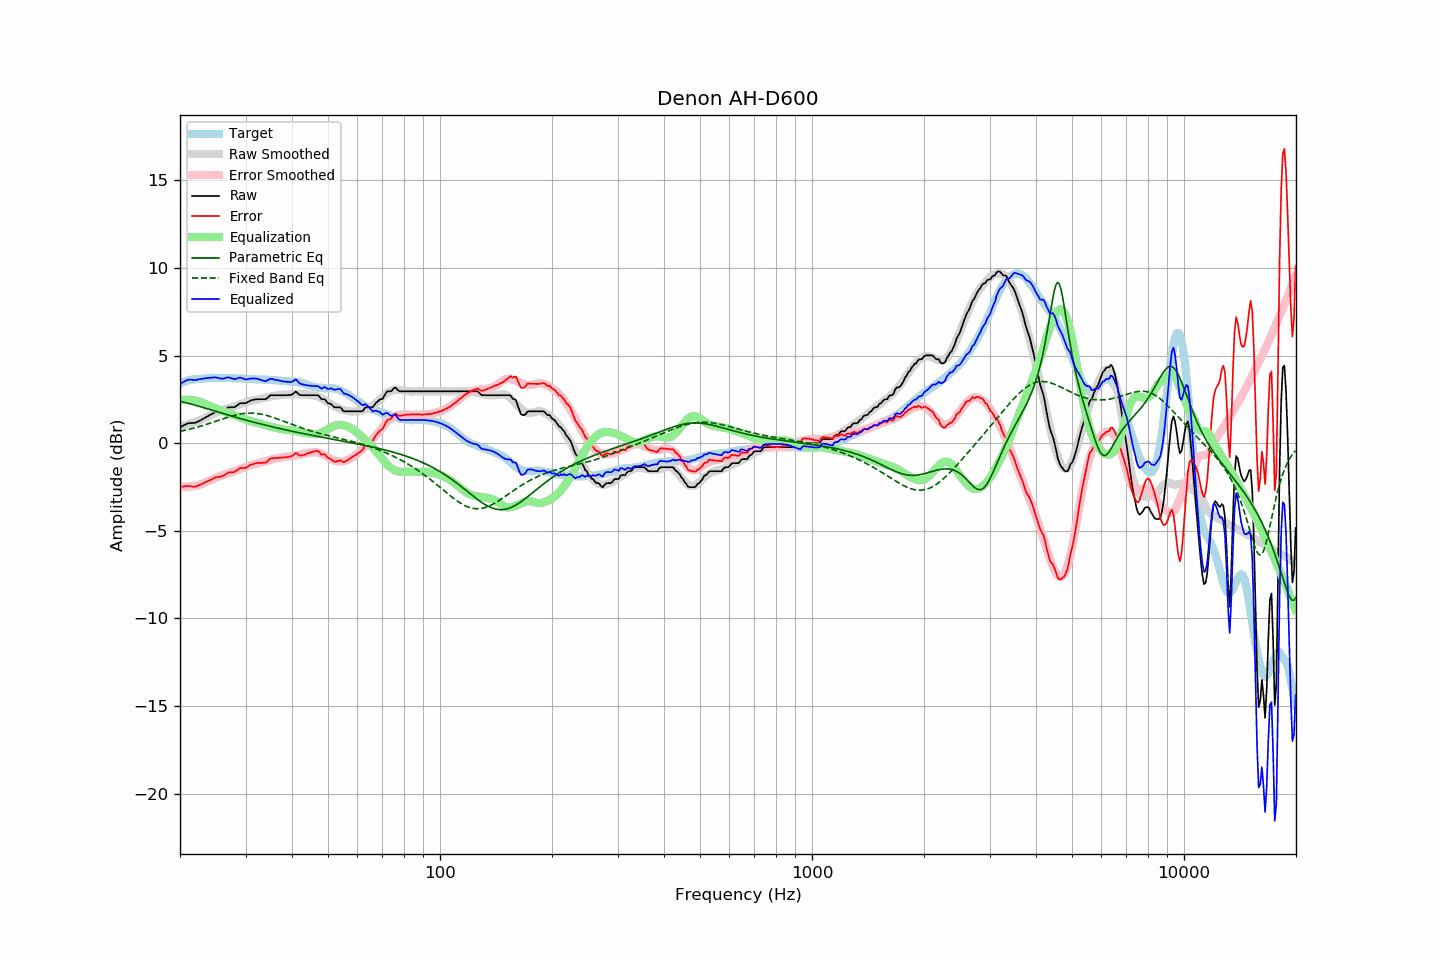 Denon AH-D600
Target
Raw Smoothed
Error Smoothed
Raw
Error
Equalization
Parametric Eq
Fixed Band Eq
Equalized
15
10
5
0
−5
−10
−15
−20
Amplitude (dBr)
100 1000 10000
Frequency (Hz)